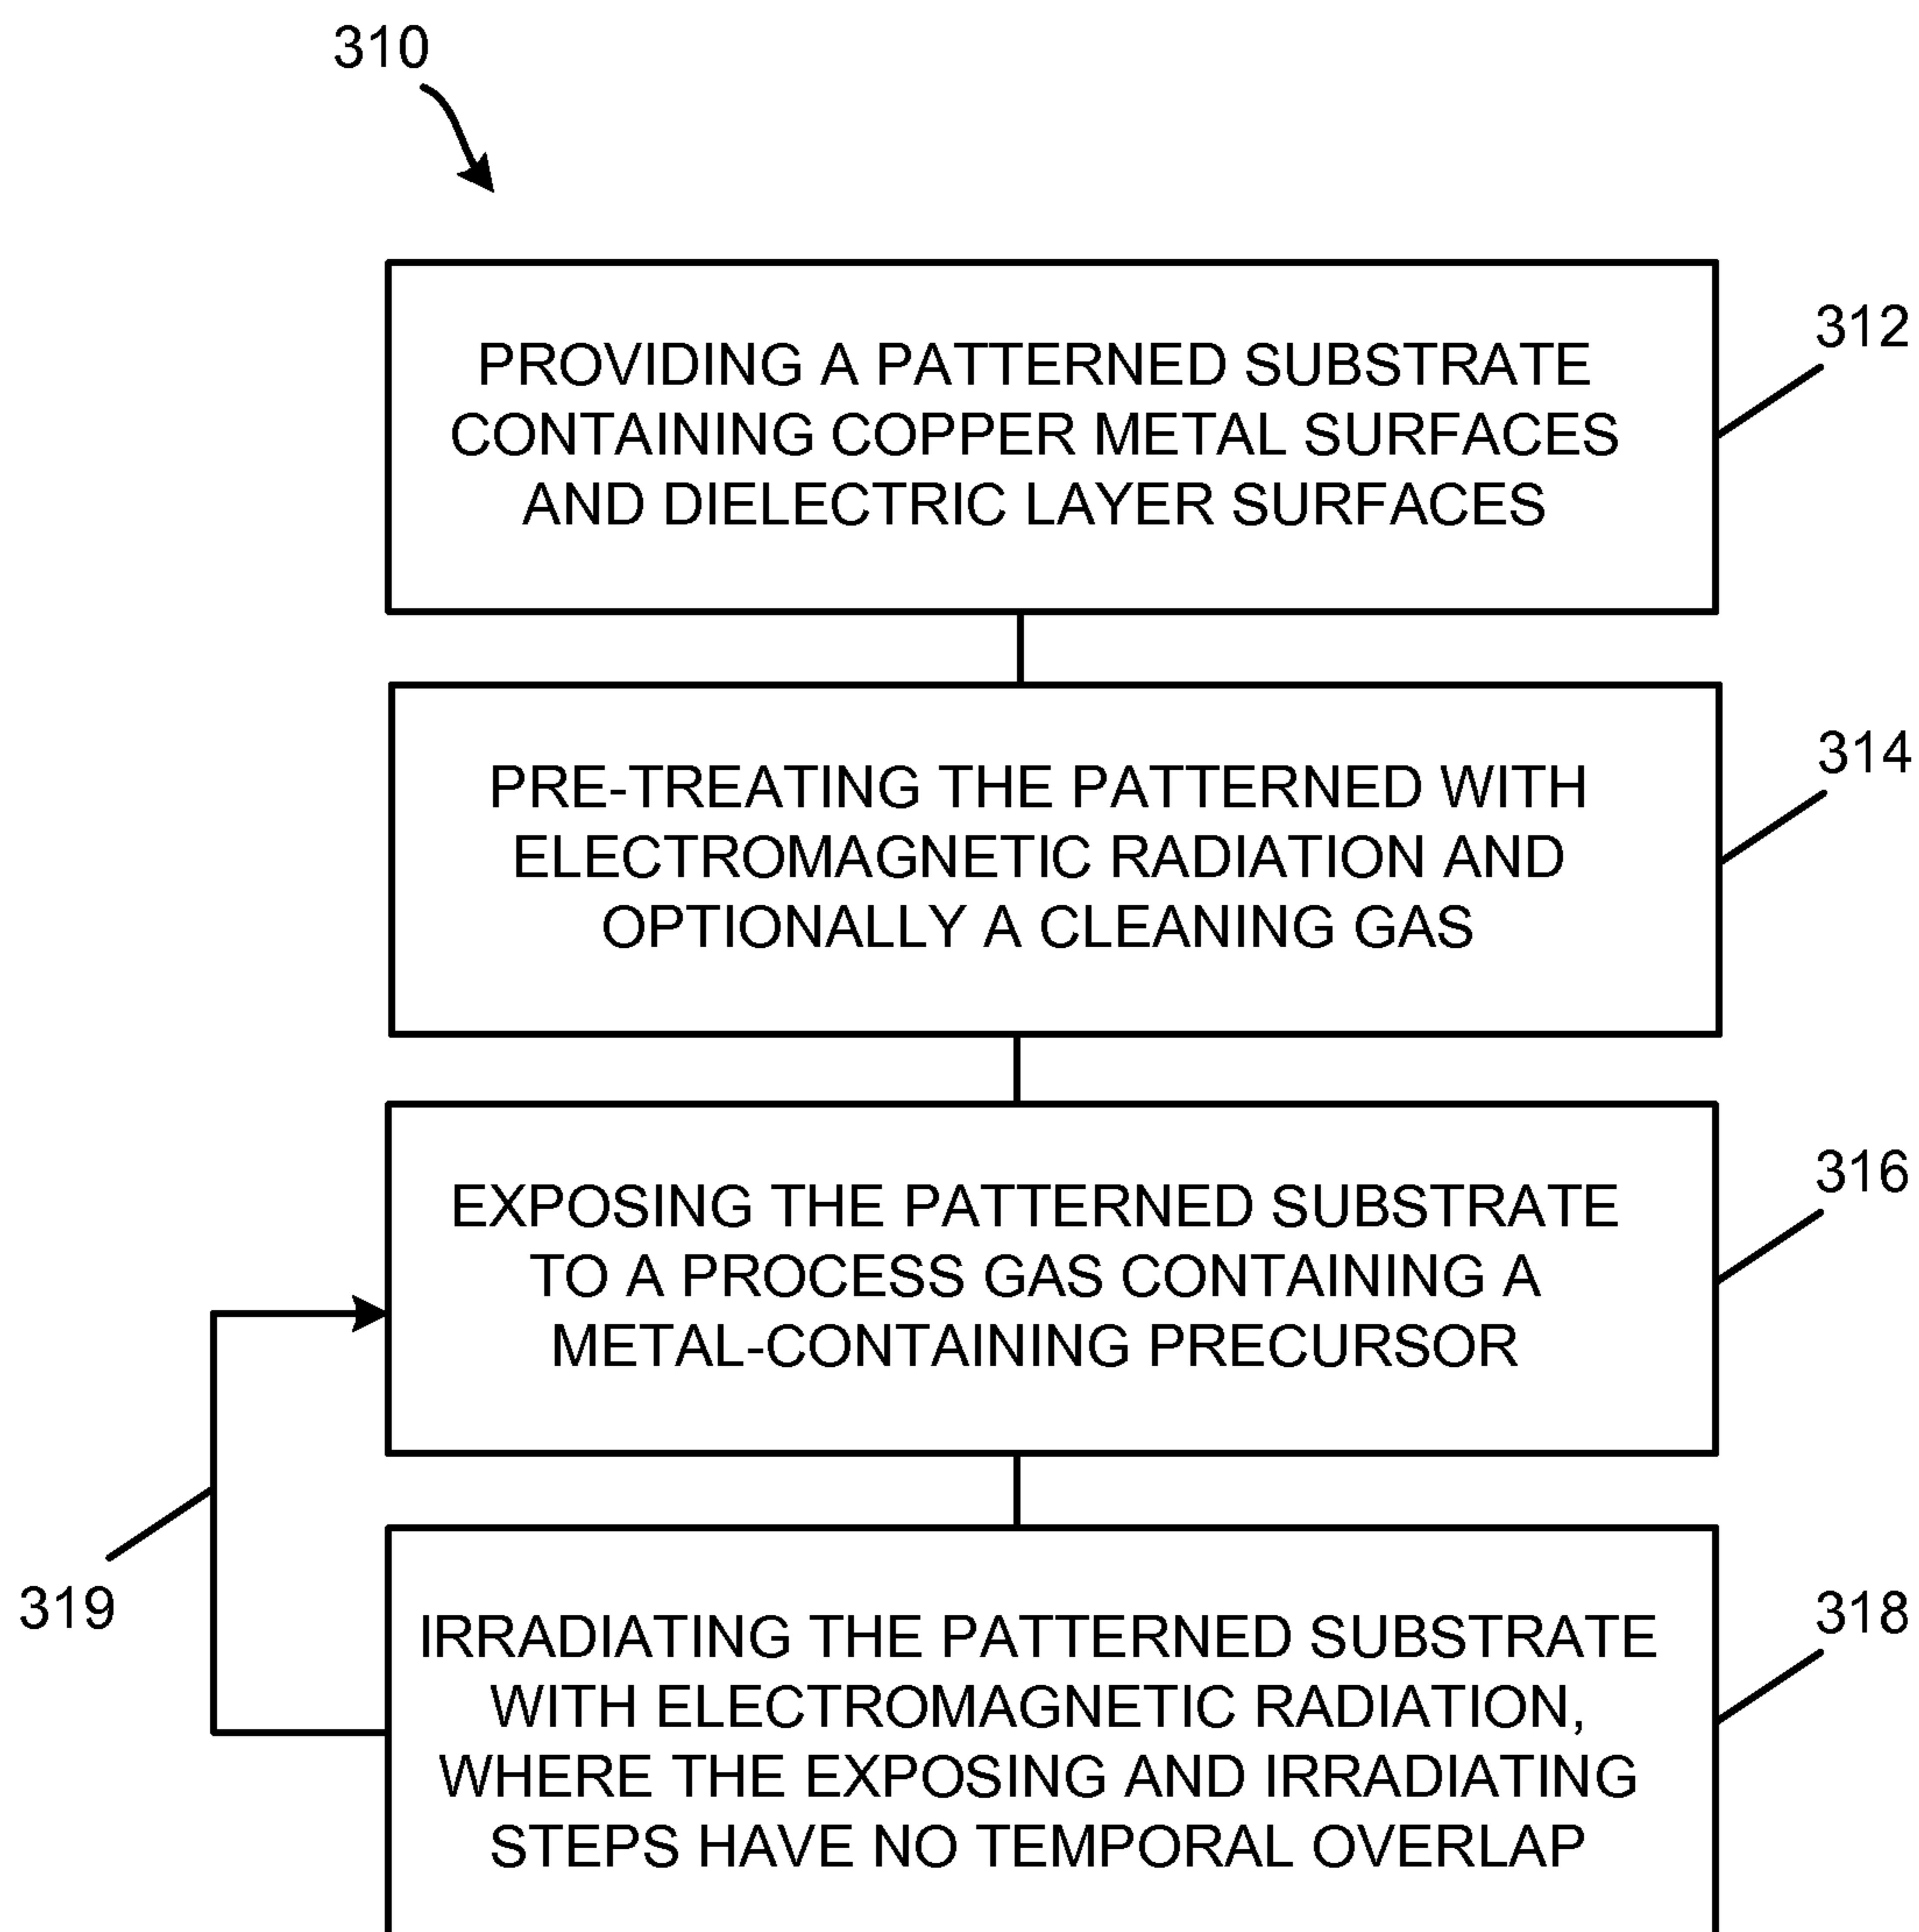 310
PROVIDING A PATTERNED SUBSTRATE
CONTAINING COPPER METAL SURFACES
AND DIELECTRIC LAYER SURFACES
312
PRE-TREATING THE PATTERNED WITH
ELECTROMAGNETIC RADIATION AND
OPTIONALLY A CLEANING GAS
314
EXPOSING THE PATTERNED SUBSTRATE
TO A PROCESS GAS CONTAINING A
METAL-CONTAINING PRECURSOR
316
319
IRRADIATING THE PATTERNED SUBSTRATE
WITH ELECTROMAGNETIC RADIATION,
WHERE THE EXPOSING AND IRRADIATING
STEPS HAVE NO TEMPORAL OVERLAP
318